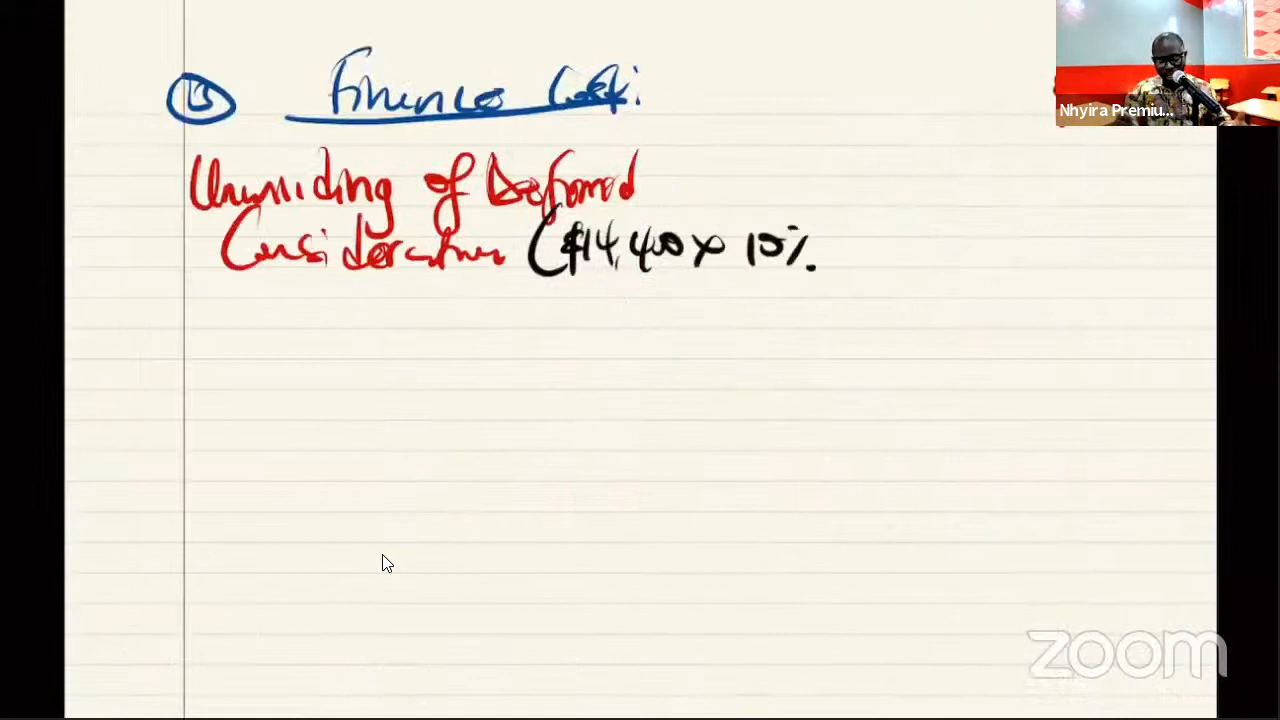 Finance Cost:
Nhyira Premiu...
Unwinding of Deferred
Consideration ($14,400 x 10%
zoom